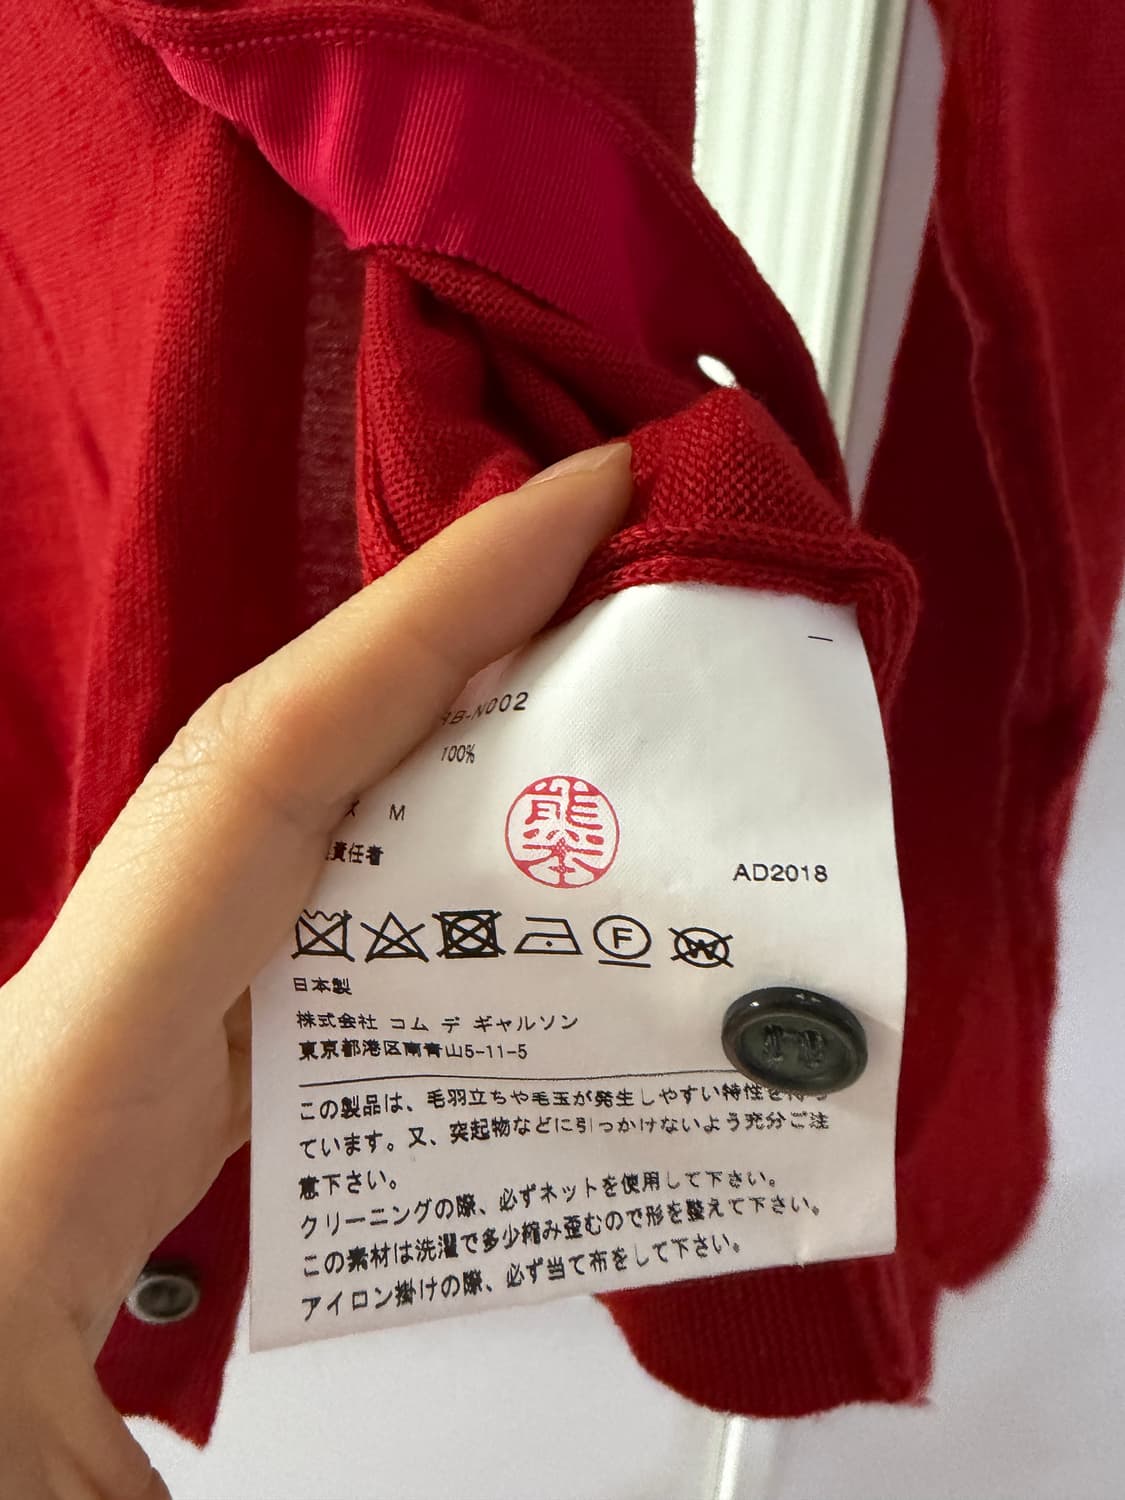 RB-N002
100%
M
責任者
熊本
AD2018
F
W
日本製
株式会社 コム デ ギャルソン
東京都港区南青山5-11-5
この製品は、毛羽立ちや毛玉が発生しやすい特性を持っ
ています。又、突起物などに引っかけないよう充分ご注
意下さい。
クリーニングの際、必ずネットを使用して下さい。
この素材は洗濯で多少縮み歪むので形を整えて下さい。
アイロン掛けの際、必ず当て布をして下さい。